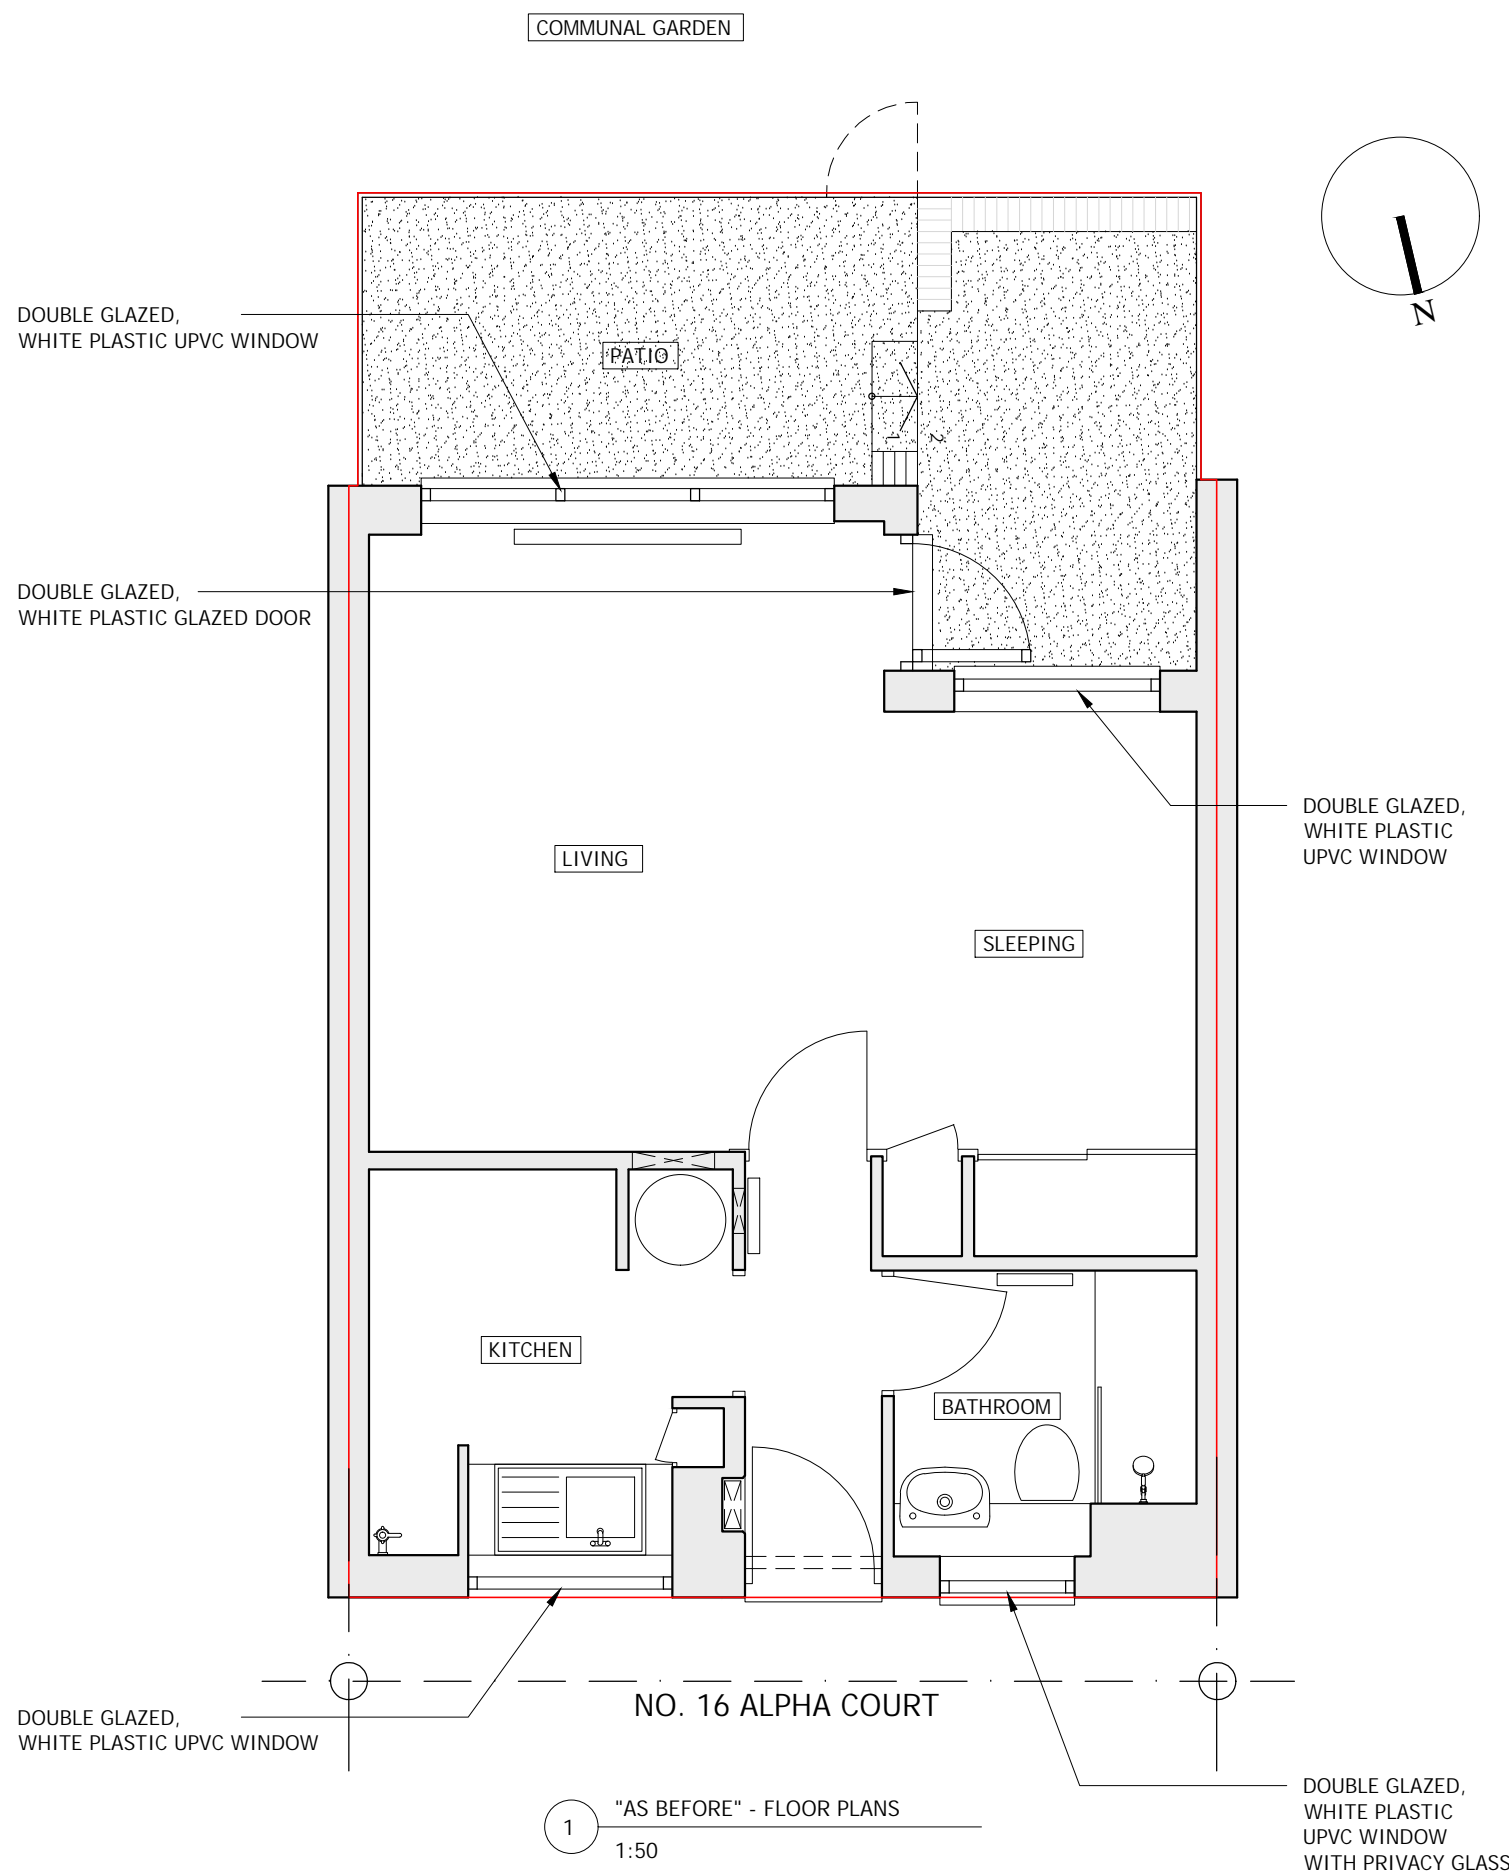 COMMUNAL GARDEN
N
DOUBLE GLAZED,
WHITE PLASTIC UPVC WINDOW
PATIO
1
2
DOUBLE GLAZED,
WHITE PLASTIC GLAZED DOOR
DOUBLE GLAZED,
WHITE PLASTIC
UPVC WINDOW
LIVING
SLEEPING
KITCHEN
BATHROOM
NO. 16 ALPHA COURT
DOUBLE GLAZED,
WHITE PLASTIC UPVC WINDOW
DOUBLE GLAZED,
WHITE PLASTIC
UPVC WINDOW
WITH PRIVACY GLASS
1
"AS BEFORE" - FLOOR PLANS
1:50